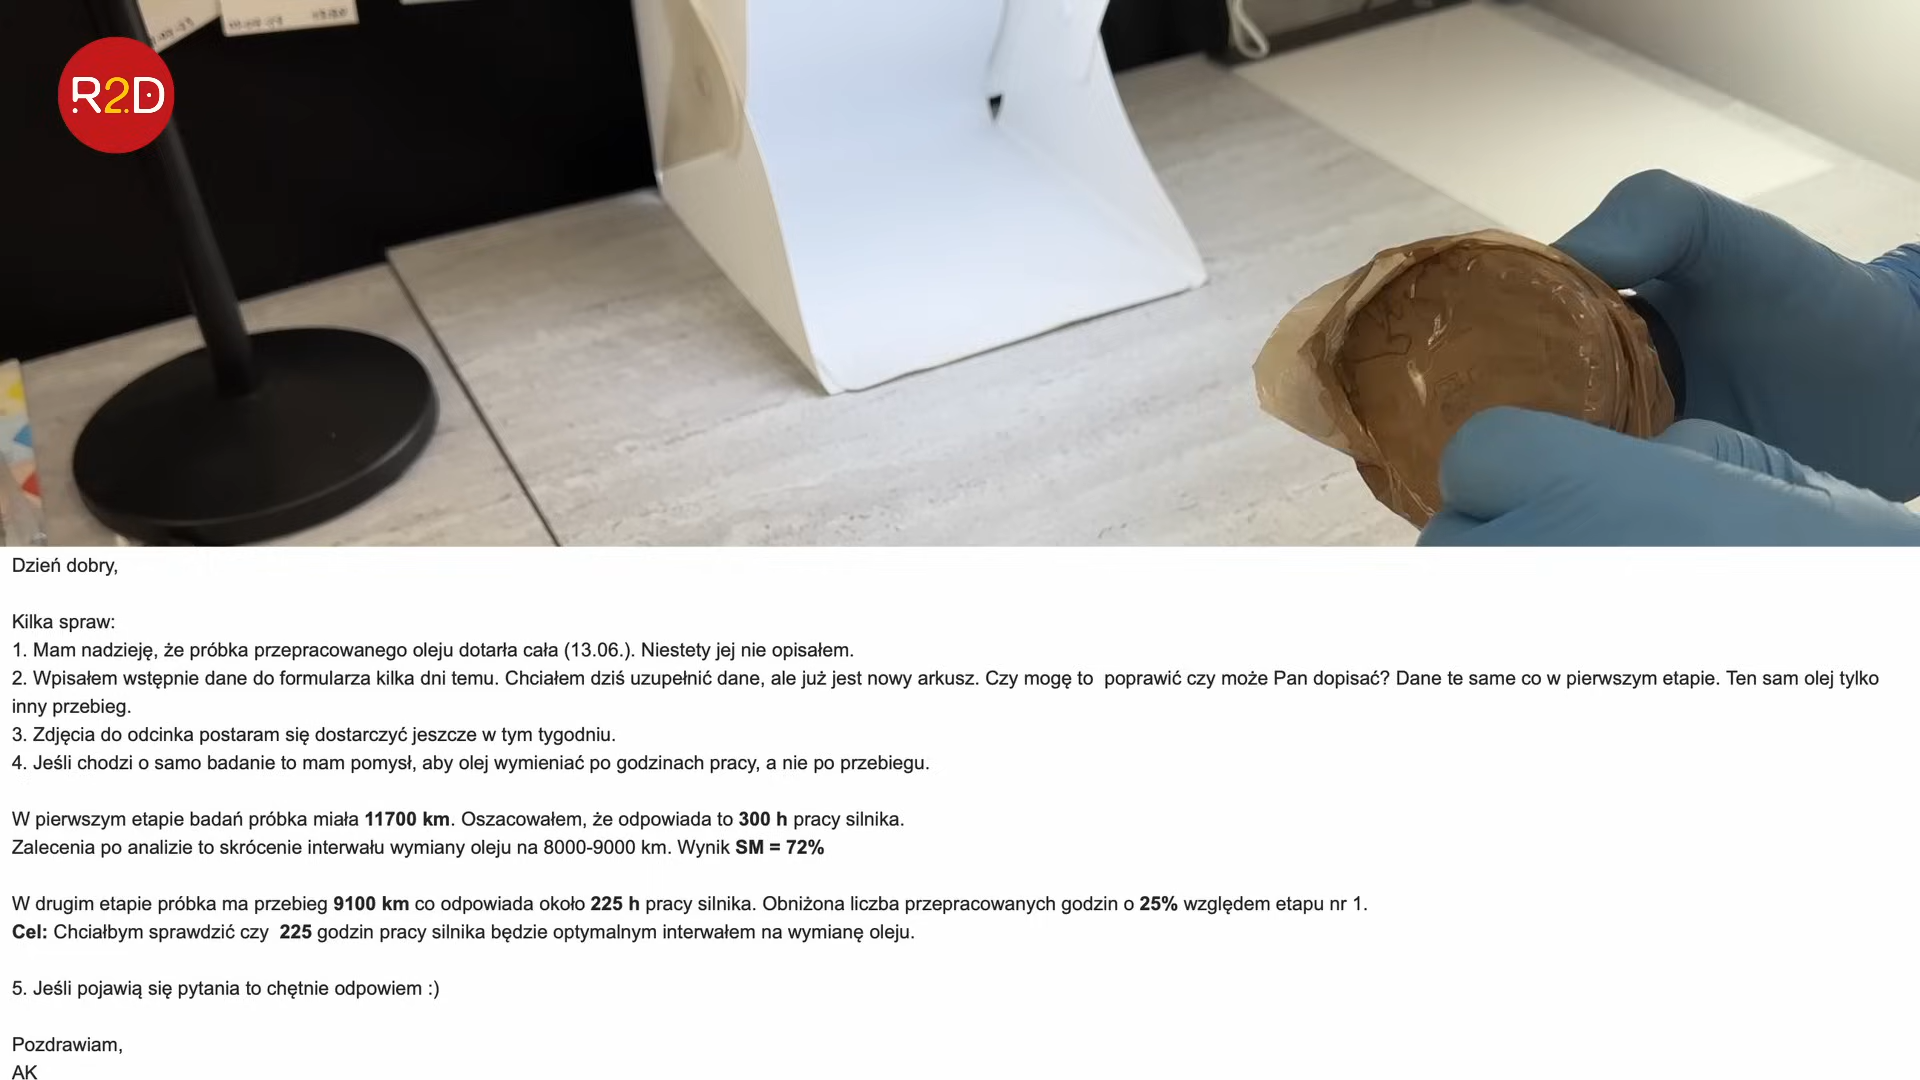 R2D
Dzień dobry,
Kilka spraw:
1. Mam nadzieję, że próbka przepracowanego oleju dotarła cała (13.06.). Niestety jej nie opisałem.
2. Wpisałem wstępnie dane do formularza kilka dni temu. Chciałem dziś uzupełnić dane, ale już jest nowy arkusz. Czy mogę to  poprawić czy może Pan dopisać? Dane te same co w pierwszym etapie. Ten sam olej tylko
inny przebieg.
3. Zdjęcia do odcinka postaram się dostarczyć jeszcze w tym tygodniu.
4. Jeśli chodzi o samo badanie to mam pomysł, aby olej wymieniać po godzinach pracy, a nie po przebiegu.
W pierwszym etapie badań próbka miała 11700 km. Oszacowałem, że odpowiada to 300 h pracy silnika.
Zalecenia po analizie to skrócenie interwału wymiany oleju na 8000-9000 km. Wynik SM = 72%
W drugim etapie próbka ma przebieg 9100 km co odpowiada około 225 h pracy silnika. Obniżona liczba przepracowanych godzin o 25% względem etapu nr 1.
Cel: Chciałbym sprawdzić czy  225 godzin pracy silnika będzie optymalnym interwałem na wymianę oleju.
5. Jeśli pojawią się pytania to chętnie odpowiem :)
Pozdrawiam,
AK